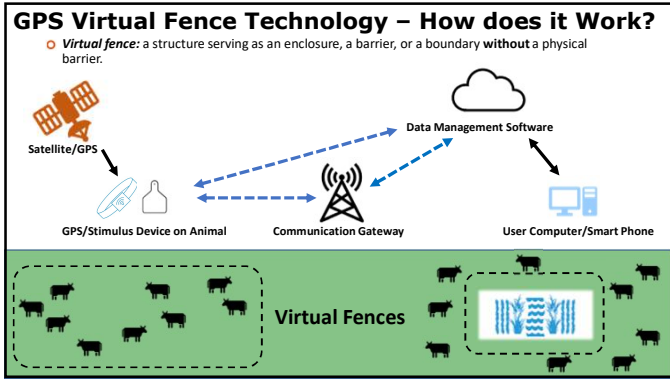 GPS Virtual Fence Technology – How does it Work?
Virtual fence: a structure serving as an enclosure, a barrier, or a boundary without a physical
barrier.
Satellite/GPS
Data Management Software
GPS/Stimulus Device on Animal
Communication Gateway
User Computer/Smart Phone
Virtual Fences